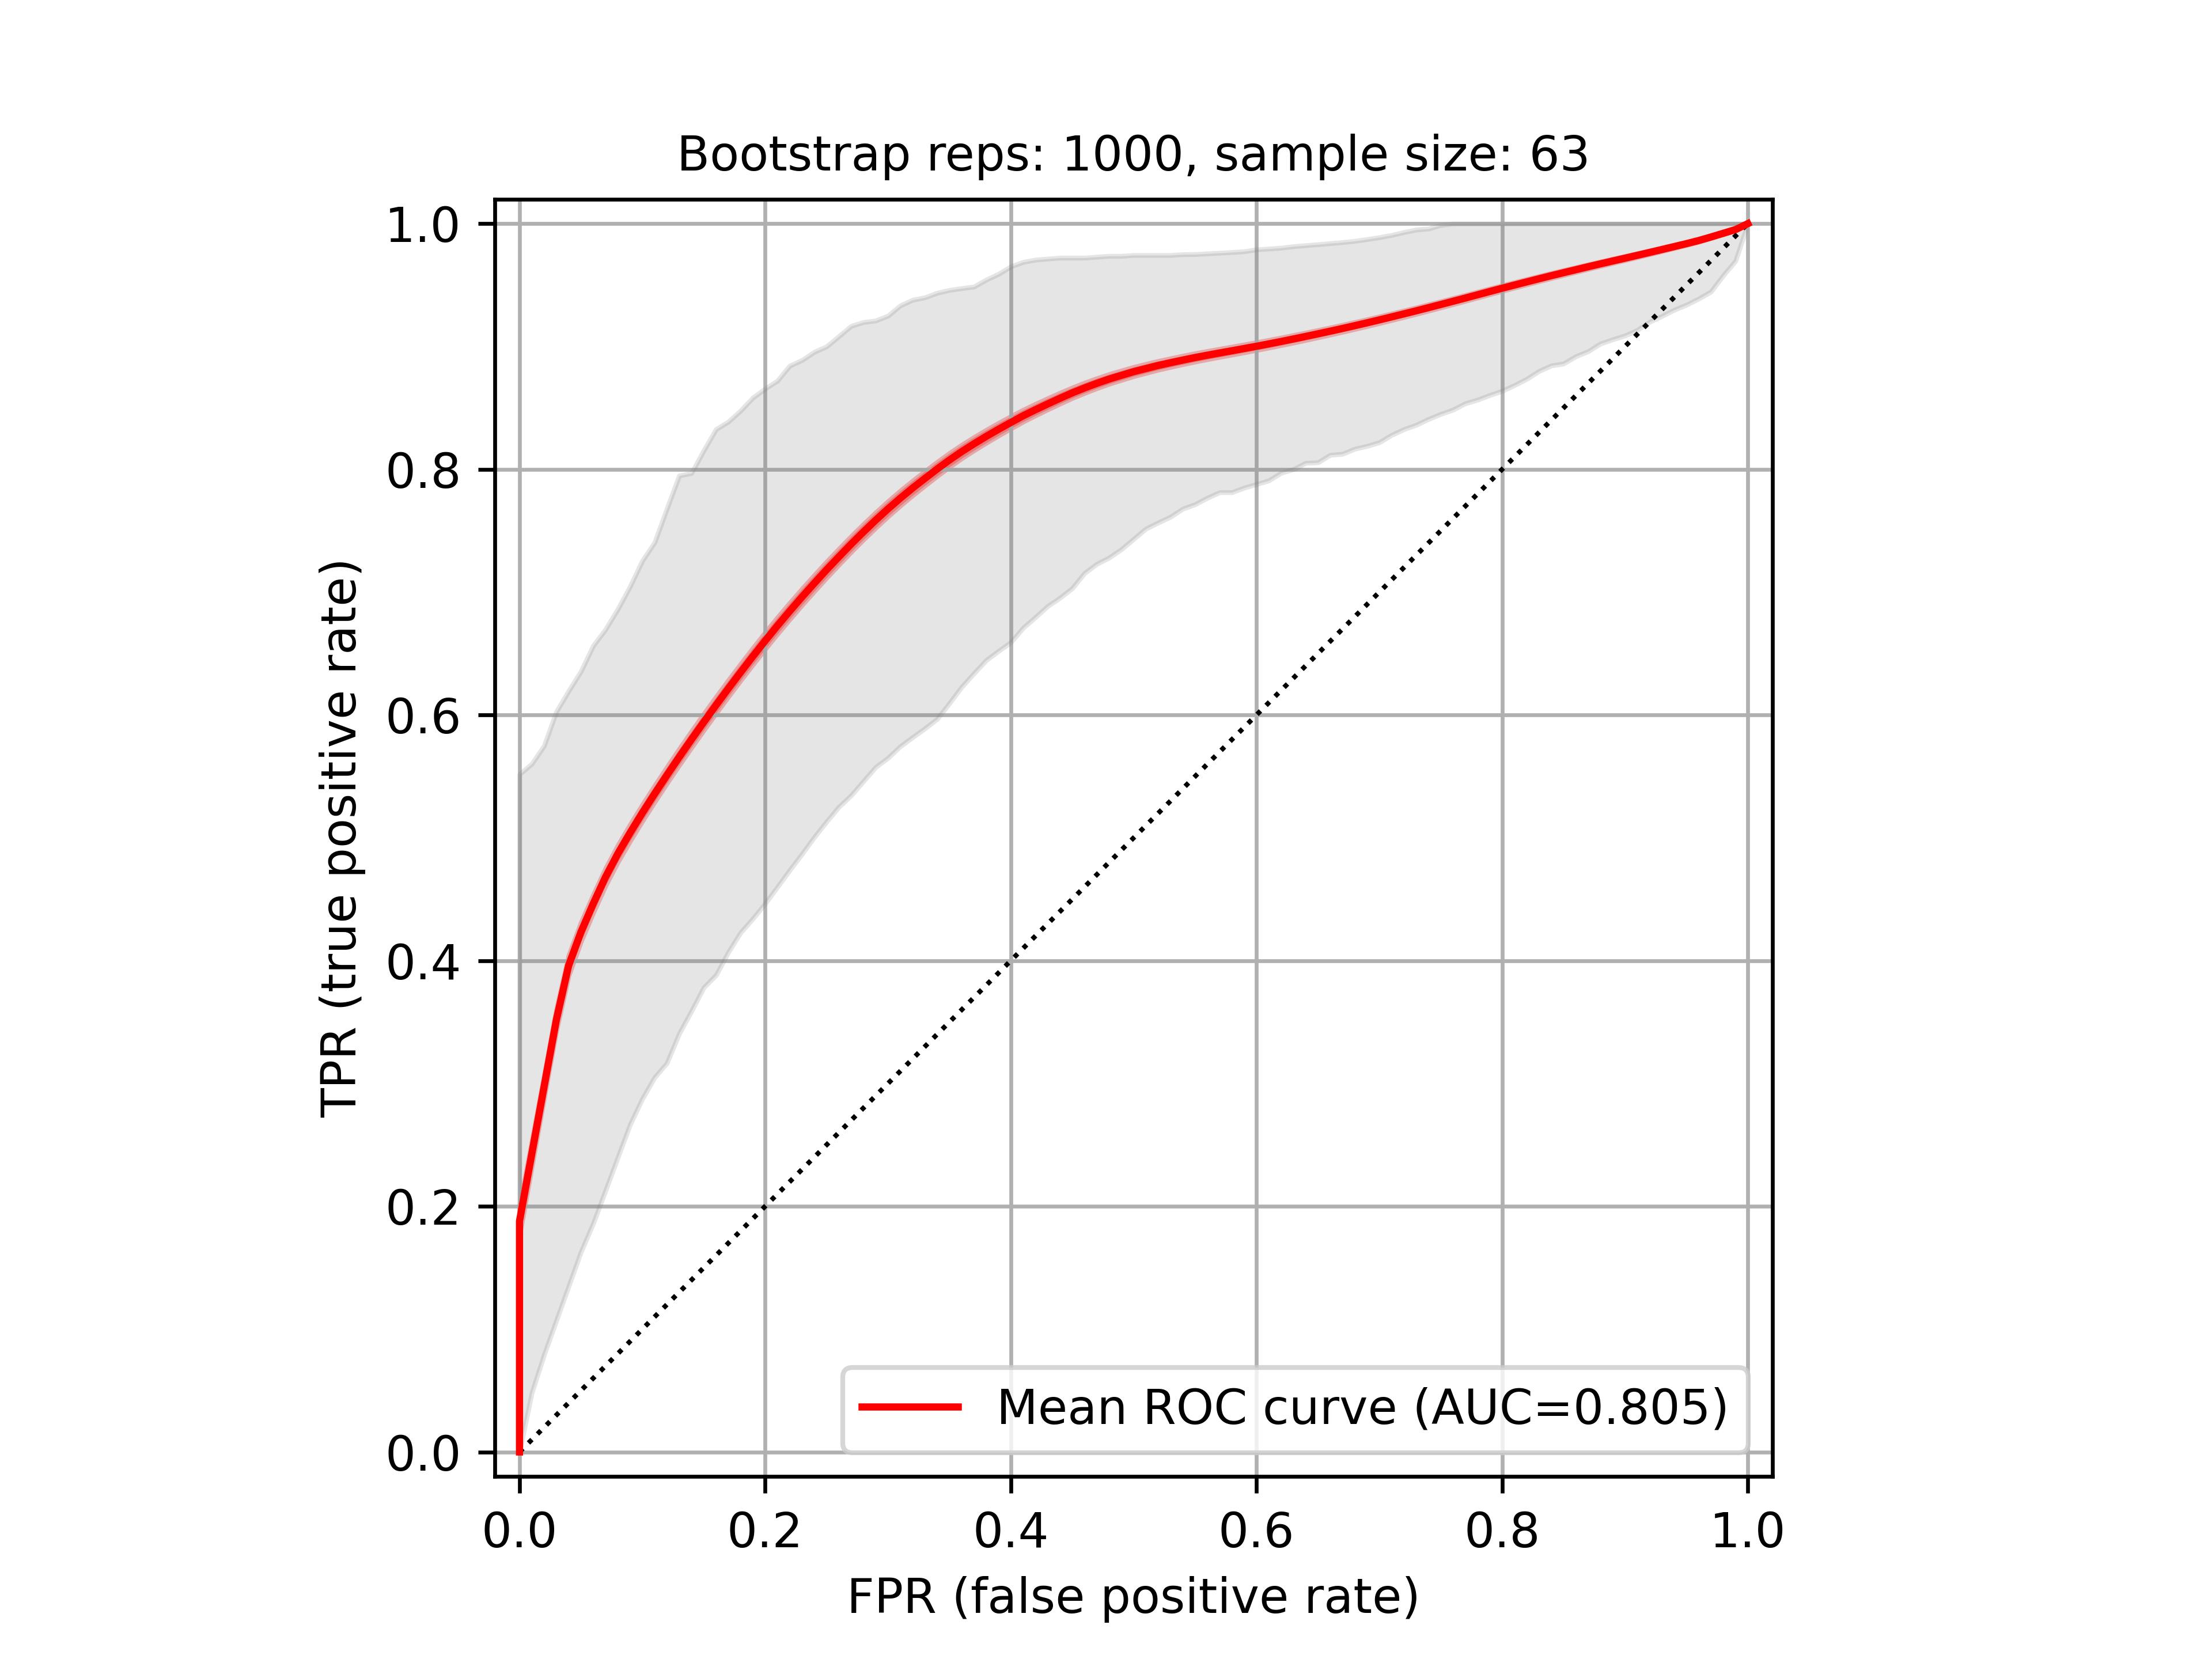 Bootstrap reps: 1000, sample size: 63
1.0
0.8
0.6
0.4
0.2
0.0
TPR (true positive rate)
Mean ROC curve (AUC=0.805)
0.0 0.2 0.4 0.6 0.8 1.0
FPR (false positive rate)